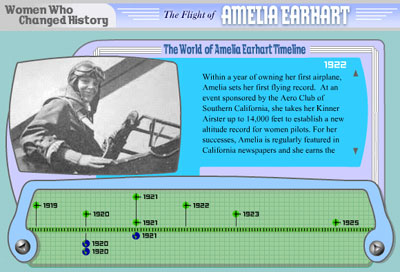 Women Who
Changed History
The Flight of AMELIA EARHART
The World of Amelia Earhart Timeline
1922
Within a year of owning her first airplane,
Amelia sets her first flying record. At an
event sponsored by the Aero Club of
Southern California, she takes her Kinner
Airster up to 14,000 feet to establish a new
altitude record for women pilots. For her
successes, Amelia is regularly featured in
California newspapers and she earns the
1919
1920
1921
1921
1922
1923
1925
1920
1920
1921